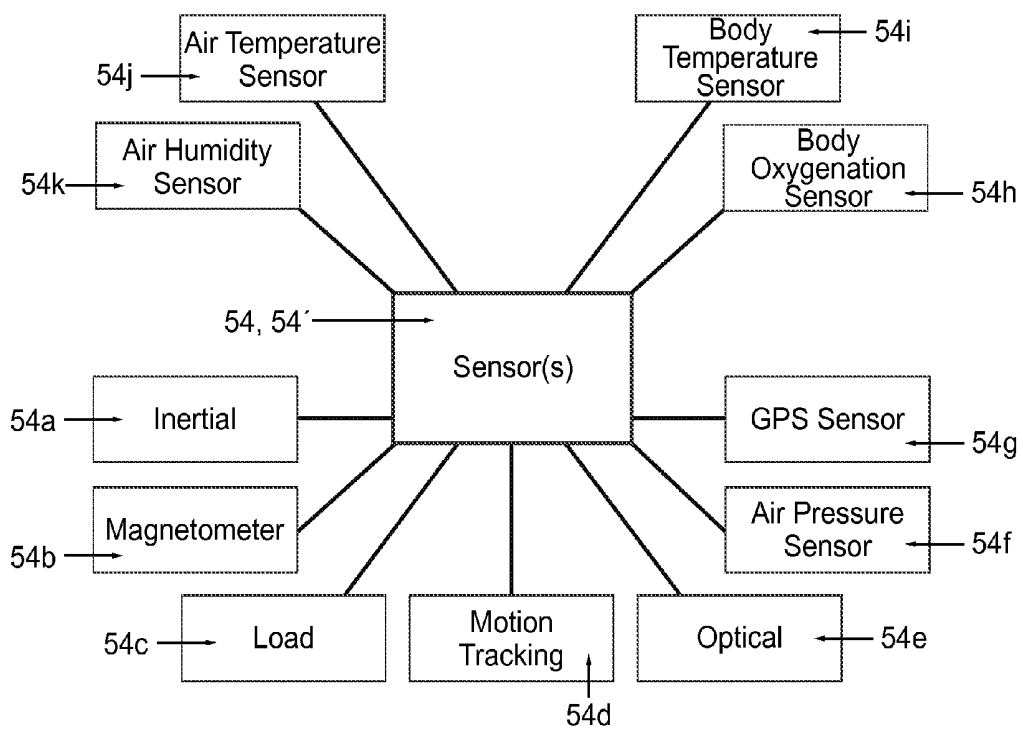 Air Temperature
Sensor
54j
Body
Temperature
Sensor
54i
Air Humidity
Sensor
54k
Body
Oxygenation
Sensor
54h
54, 54´
Sensor(s)
54a
Inertial
GPS Sensor
54g
Magnetometer
54b
Air Pressure
Sensor
54f
54c
Load
Motion
Tracking
54d
Optical
54e